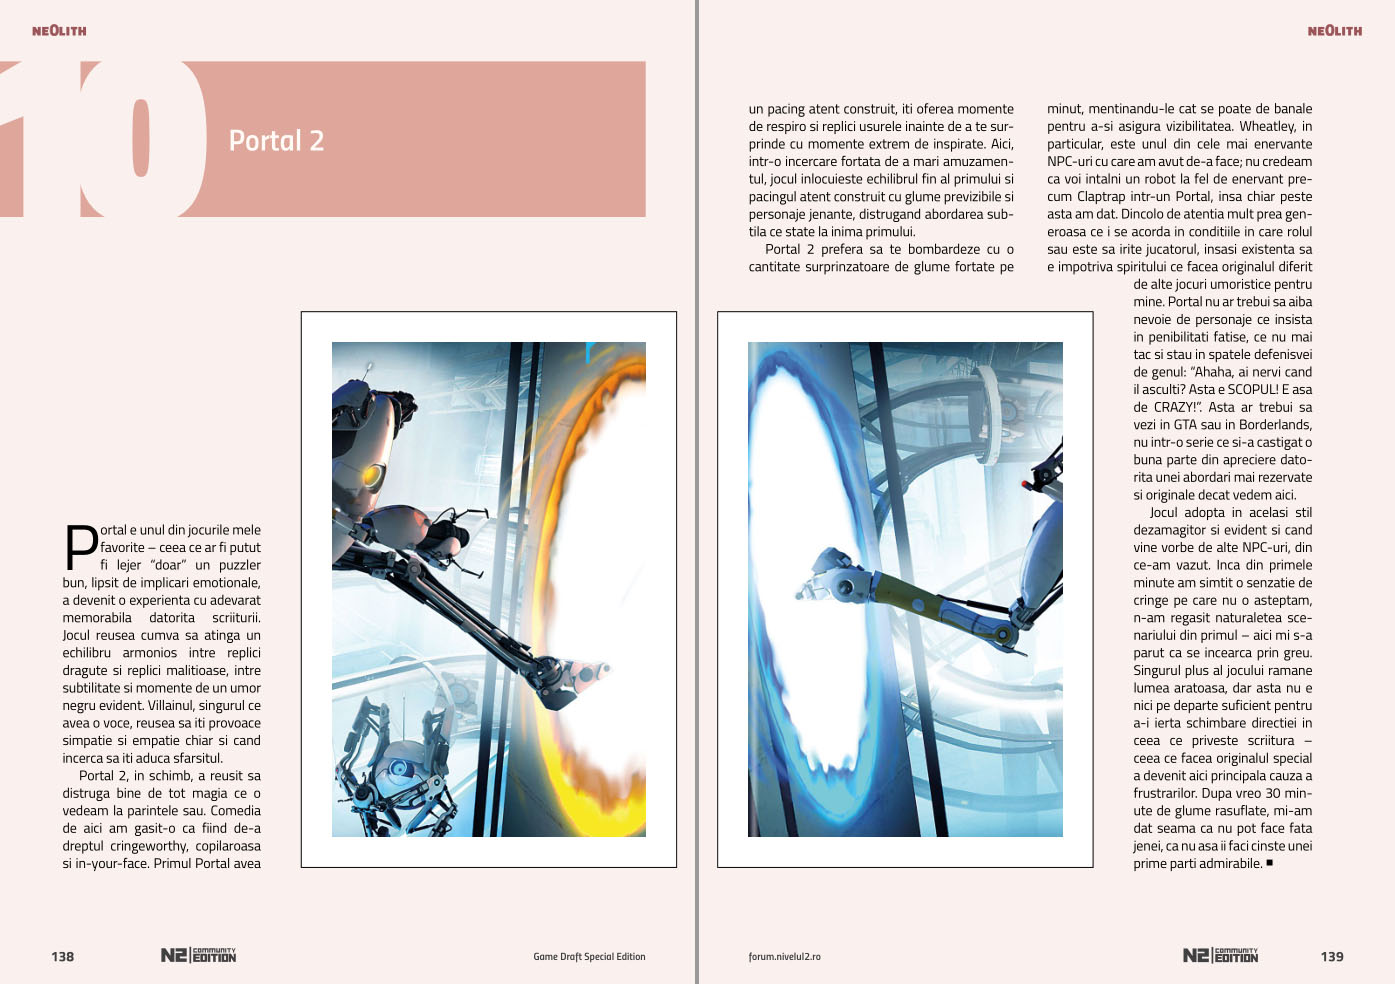 NEOLITH
NEOLITH
10
Portal 2
Portal e unul din jocurile mele
favorite – ceea ce ar fi putut
fi lejer “doar” un puzzler
bun, lipsit de implicari emotionale,
a devenit o experienta cu adevarat
memorabila datorita scriiturii.
Jocul reusea cumva sa atinga un
echilibru armonios intre replici
dragute si replici malitioase, intre
subtilitate si momente de un umor
negru evident. Villainul, singurul ce
avea o voce, reusea sa iti provoace
simpatie si empatie chiar si cand
incerca sa iti aduca sfarsitul.
Portal 2, in schimb, a reusit sa
distruga bine de tot magia ce o
vedeam la parintele sau. Comedia
de aici am gasit-o ca fiind de-a
dreptul cringeworthy, copilaroasa
si in-your-face. Primul Portal avea
un pacing atent construit, iti oferea momente
de respiro si replici usurele inainte de a te sur-
prinde cu momente extrem de inspirate. Aici,
intr-o incercare fortata de a mari amuzamen-
tul, jocul inlocuieste echilibrul fin al primului si
pacingul atent construit cu glume previzibile si
personaje jenante, distrugand abordarea sub-
tila ce state la inima primului.
Portal 2 prefera sa te bombardeze cu o
cantitate surprinzatoare de glume fortate pe
minut, mentinandu-le cat se poate de banale
pentru a-si asigura vizibilitatea. Wheatley, in
particular, este unul din cele mai enervante
NPC-uri cu care am avut de-a face; nu credeam
ca voi intalni un robot la fel de enervant pre-
cum Claptrap intr-un Portal, insa chiar peste
asta am dat. Dincolo de atentia mult prea gen-
eroasa ce i se acorda in conditiile in care rolul
sau este sa irite jucatorul, insasi existenta sa
e impotriva spiritului ce facea originalul diferit
de alte jocuri umoristice pentru
mine. Portal nu ar trebui sa aiba
nevoie de personaje ce insista
in penibilitati fatise, ce nu mai
tac si stau in spatele defenisvei
de genul: “Ahaha, ai nervi cand
il asculti? Asta e SCOPUL! E asa
de CRAZY!”. Asta ar trebui sa
vezi in GTA sau in Borderlands,
nu intr-o serie ce si-a castigat o
buna parte din apreciere dato-
rita unei abordari mai rezervate
si originale decat vedem aici.
Jocul adopta in acelasi stil
dezamagitor si evident si cand
vine vorbe de alte NPC-uri, din
ce-am vazut. Inca din primele
minute am simtit o senzatie de
cringe pe care nu o asteptam,
n-am regasit naturaletea sce-
nariului din primul – aici mi s-a
parut ca se incearca prin greu.
Singurul plus al jocului ramane
lumea aratoasa, dar asta nu e
nici pe departe suficient pentru
a-i ierta schimbare directiei in
ceea ce priveste scriitura –
ceea ce facea originalul special
a devenit aici principala cauza a
frustrarilor. Dupa vreo 30 min-
ute de glume rasuflate, mi-am
dat seama ca nu pot face fata
jenei, ca nu asa ii faci cinste unei
prime parti admirabile. ■
138
N2 COMMUNITY EDITION
Game Draft Special Edition
forum.nivelul2.ro
N2 COMMUNITY EDITION
139